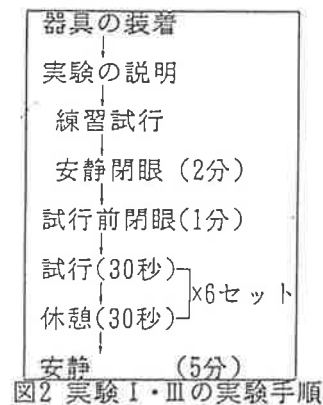 器具の装着
実験の説明
練習試行
安静閉眼 (2分)
試行前閉眼(1分)
試行(30秒)
×6セット
休憩(30秒)
安静 (5分)
図2 実験Ⅰ・Ⅲの実験手順